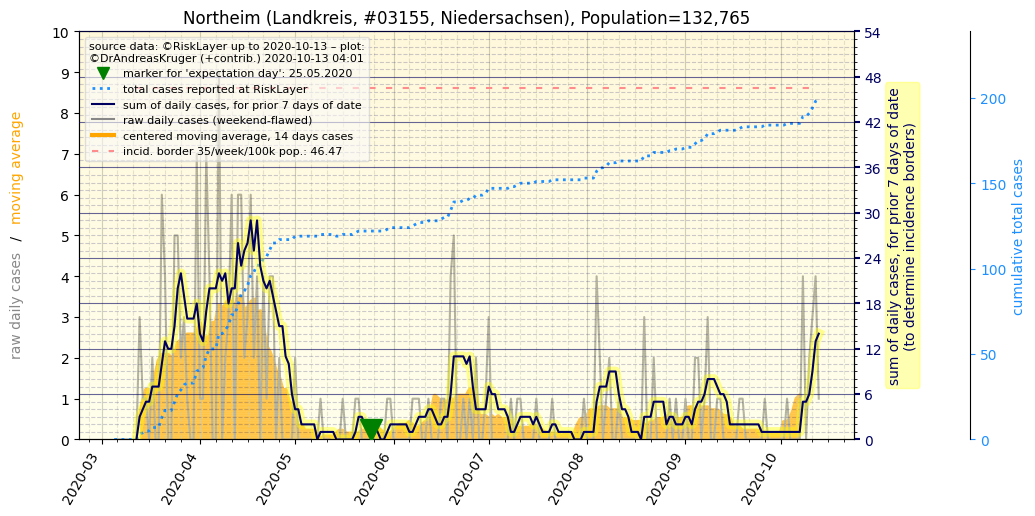 Northeim (Landkreis, #03155, Niedersachsen), Population=132,765
source data: ©RiskLayer up to 2020-10-13 – plot:
©DrAndreasKruger (+contrib.) 2020-10-13 04:01
marker for 'expectation day': 25.05.2020
total cases reported at RiskLayer
sum of daily cases, for prior 7 days of date
raw daily cases (weekend-flawed)
centered moving average, 14 days cases
incid. border 35/week/100k pop.: 46.47
raw daily cases / moving average
10
9
8
7
6
5
4
3
2
1
0
54
48
42
36
30
24
18
12
6
0
sum of daily cases, for prior 7 days of date
(to determine incidence borders)
200
150
100
50
0
cumulative total cases
2020-03
2020-04
2020-05
2020-06
2020-07
2020-08
2020-09
2020-10